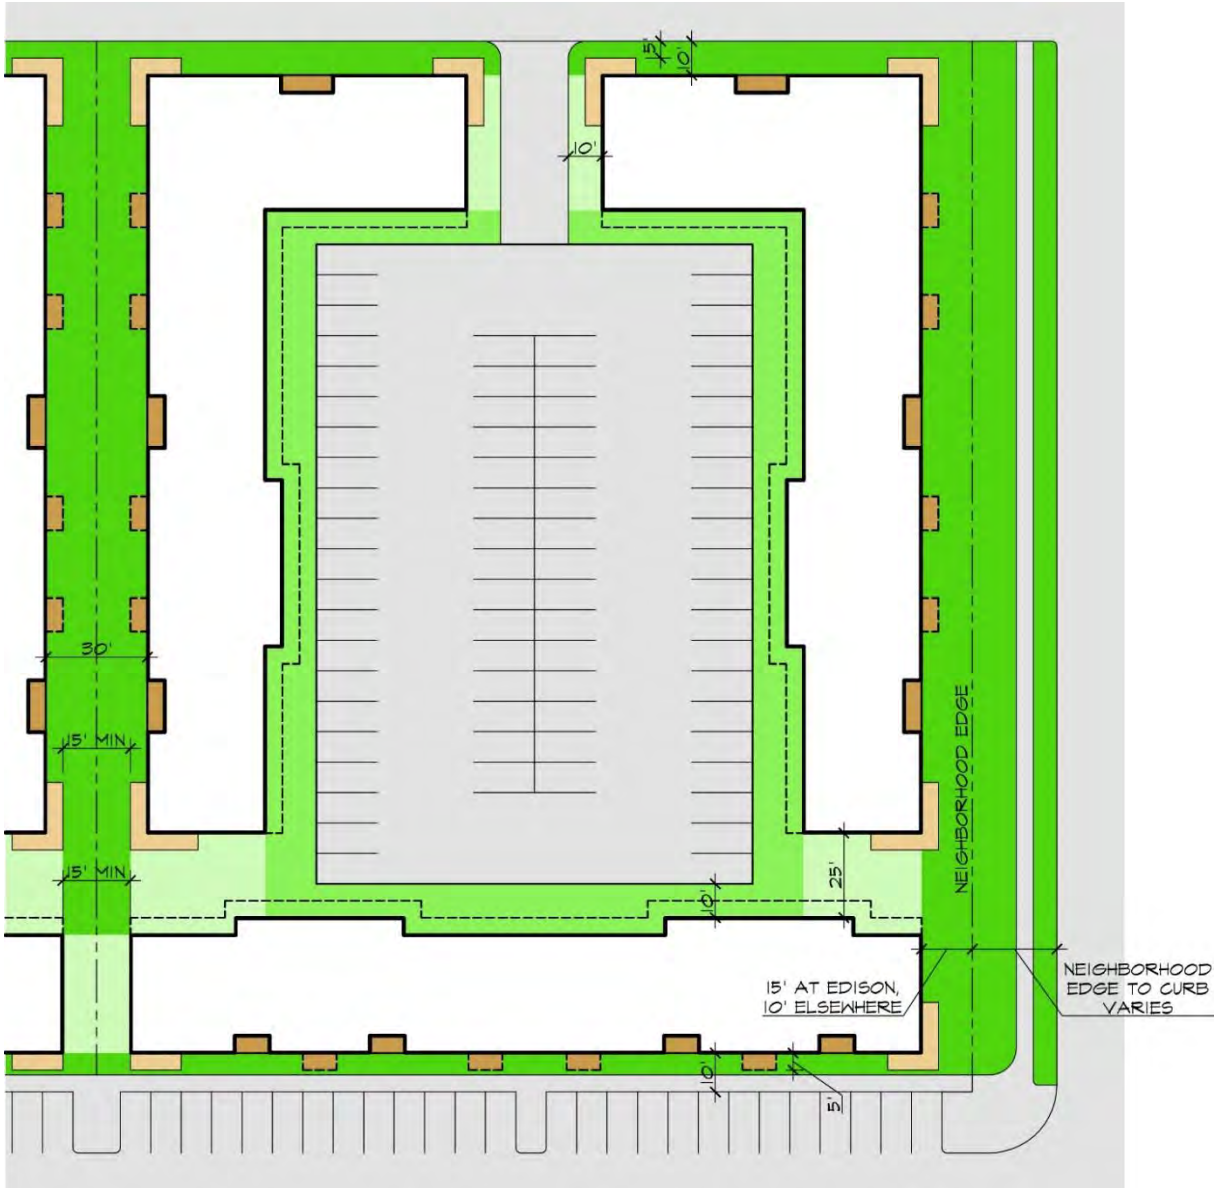 5'
10'
10'
30'
15' MIN
15' MIN
25'
10'
NEIGHBORHOOD EDGE
15' AT EDISON,
10' ELSEWHERE
NEIGHBORHOOD
EDGE TO CURB
VARIES
10'
5'